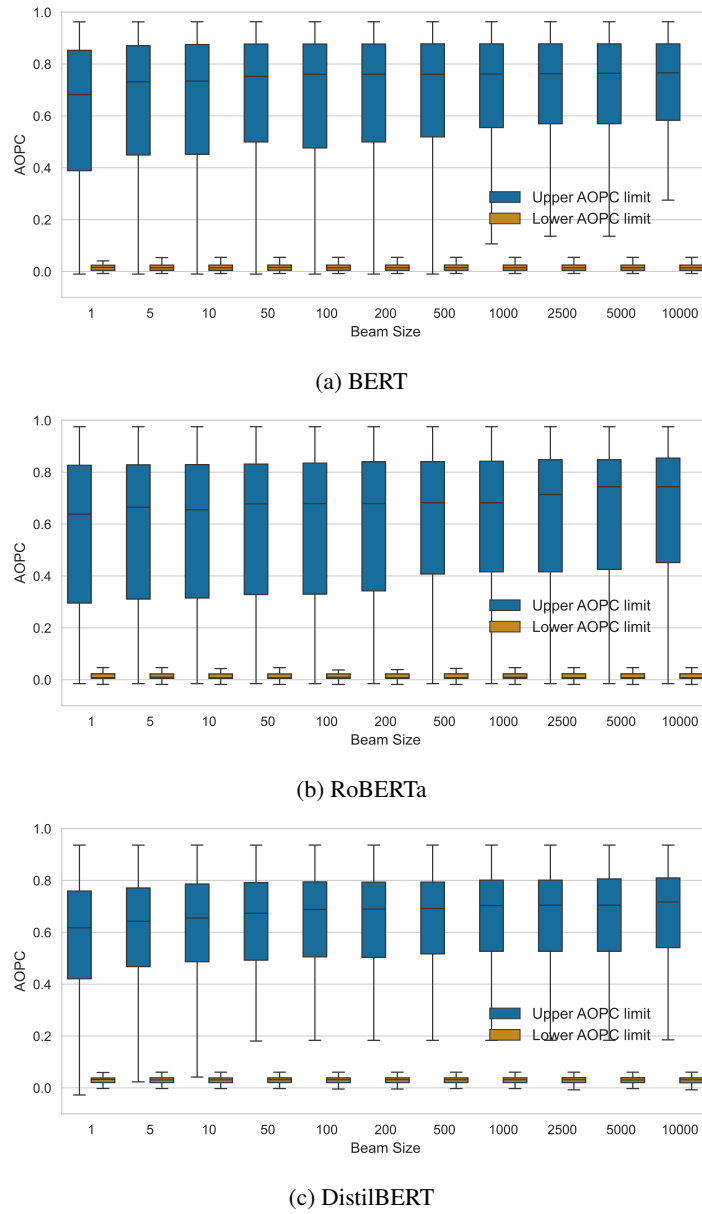 1.0
0.8
0.6
0.4
0.2
0.0
AOPC
Upper AOPC limit
Lower AOPC limit
1 5 10 50 100 200 500 1000 2500 5000 10000
Beam Size
(a) BERT
1.0
0.8
0.6
0.4
0.2
0.0
AOPC
Upper AOPC limit
Lower AOPC limit
1 5 10 50 100 200 500 1000 2500 5000 10000
Beam Size
(b) RoBERTa
1.0
0.8
0.6
0.4
0.2
0.0
AOPC
Upper AOPC limit
Lower AOPC limit
1 5 10 50 100 200 500 1000 2500 5000 10000
Beam Size
(c) DistilBERT